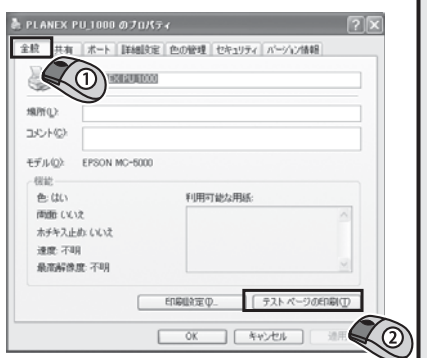 PLANEX PU_1000 のプロパティ
全般 共有 ポート 詳細設定 色の管理 セキュリティ バージョン情報
①
EX PU_1000
場所(L):
コメント(C):
モデル(O): EPSON MC-6000
機能
色: はい 利用可能な用紙:
両面: いいえ
ホチキス止め: いいえ
速度: 不明
最高解像度: 不明
印刷設定(I)... テスト ページの印刷(T)
OK キャンセル 適用
②